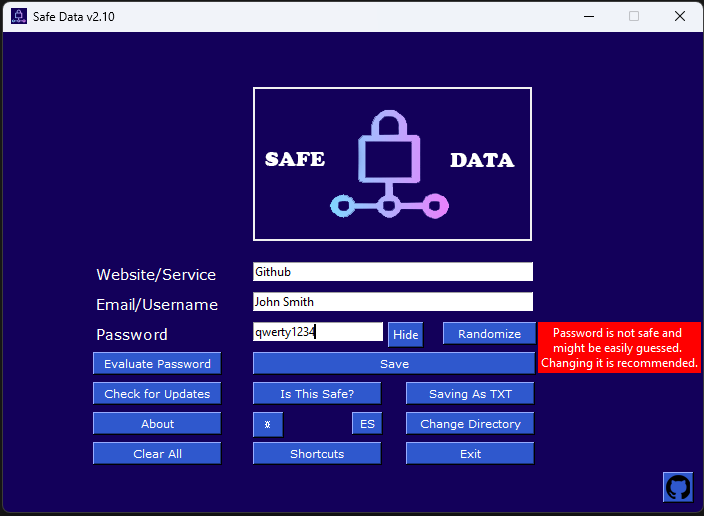 Safe Data v2.10
SAFE DATA
Website/Service Github
Email/Username John Smith
Password qwerty1234 Hide Randomize
Password is not safe and
might be easily guessed.
Changing it is recommended.
Evaluate Password Save
Check for Updates Is This Safe? Saving As TXT
About ☼ ES Change Directory
Clear All Shortcuts Exit